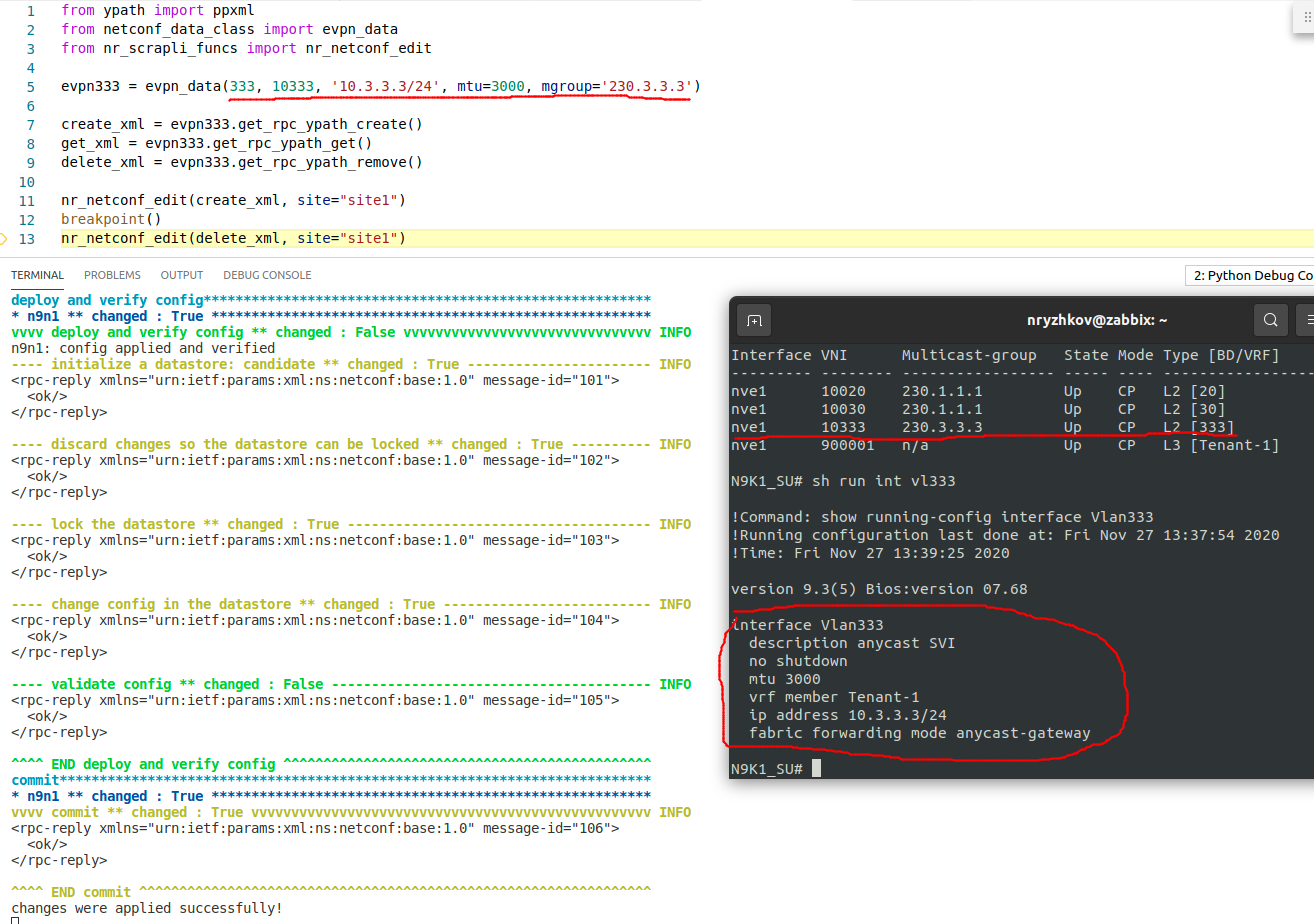 1 from ypath import ppxml
2 from netconf_data_class import evpn_data
3 from nr_scrapli_funcs import nr_netconf_edit
4
5 evpn333 = evpn_data(333, 10333, '10.3.3.3/24', mtu=3000, mgroup='230.3.3.3')
6
7 create_xml = evpn333.get_rpc_ypath_create()
8 get_xml = evpn333.get_rpc_ypath_get()
9 delete_xml = evpn333.get_rpc_ypath_remove()
10
11 nr_netconf_edit(create_xml, site="site1")
12 breakpoint()
13 nr_netconf_edit(delete_xml, site="site1")
TERMINAL PROBLEMS OUTPUT DEBUG CONSOLE
2: Python Debug Co
deploy and verify config********************************************************
* n9n1 ** changed : True *******************************************************
vvvv deploy and verify config ** changed : False vvvvvvvvvvvvvvvvvvvvvvvvvvvvvvv INFO
n9n1: config applied and verified
---- initialize a datastore: candidate ** changed : True ----------------------- INFO
<rpc-reply xmlns="urn:ietf:params:xml:ns:netconf:base:1.0" message-id="101">
  <ok/>
</rpc-reply>
---- discard changes so the datastore can be locked ** changed : True ---------- INFO
<rpc-reply xmlns="urn:ietf:params:xml:ns:netconf:base:1.0" message-id="102">
  <ok/>
</rpc-reply>
---- lock the datastore ** changed : True -------------------------------------- INFO
<rpc-reply xmlns="urn:ietf:params:xml:ns:netconf:base:1.0" message-id="103">
  <ok/>
</rpc-reply>
---- change config in the datastore ** changed : True -------------------------- INFO
<rpc-reply xmlns="urn:ietf:params:xml:ns:netconf:base:1.0" message-id="104">
  <ok/>
</rpc-reply>
---- validate config ** changed : False ---------------------------------------- INFO
<rpc-reply xmlns="urn:ietf:params:xml:ns:netconf:base:1.0" message-id="105">
  <ok/>
</rpc-reply>
^^^^ END deploy and verify config ^^^^^^^^^^^^^^^^^^^^^^^^^^^^^^^^^^^^^^^^^^^^^^
commit**************************************************************************
* n9n1 ** changed : True *******************************************************
vvvv commit ** changed : True vvvvvvvvvvvvvvvvvvvvvvvvvvvvvvvvvvvvvvvvvvvvvvvvvv INFO
<rpc-reply xmlns="urn:ietf:params:xml:ns:netconf:base:1.0" message-id="106">
  <ok/>
</rpc-reply>
^^^^ END commit ^^^^^^^^^^^^^^^^^^^^^^^^^^^^^^^^^^^^^^^^^^^^^^^^^^^^^^^^^^^^^^^^
changes were applied successfully!
nryzhkov@zabbix: ~
Interface VNI      Multicast-group   State Mode Type [BD/VRF]
--------- -------- ----------------- ----- ---- -----------------
nve1      10020    230.1.1.1         Up    CP   L2 [20]
nve1      10030    230.1.1.1         Up    CP   L2 [30]
nve1      10333    230.3.3.3         Up    CP   L2 [333]
nve1      900001   n/a               Up    CP   L3 [Tenant-1]
N9K1_SU# sh run int vl333
!Command: show running-config interface Vlan333
!Running configuration last done at: Fri Nov 27 13:37:54 2020
!Time: Fri Nov 27 13:39:25 2020
version 9.3(5) Bios:version 07.68
interface Vlan333
  description anycast SVI
  no shutdown
  mtu 3000
  vrf member Tenant-1
  ip address 10.3.3.3/24
  fabric forwarding mode anycast-gateway
N9K1_SU#